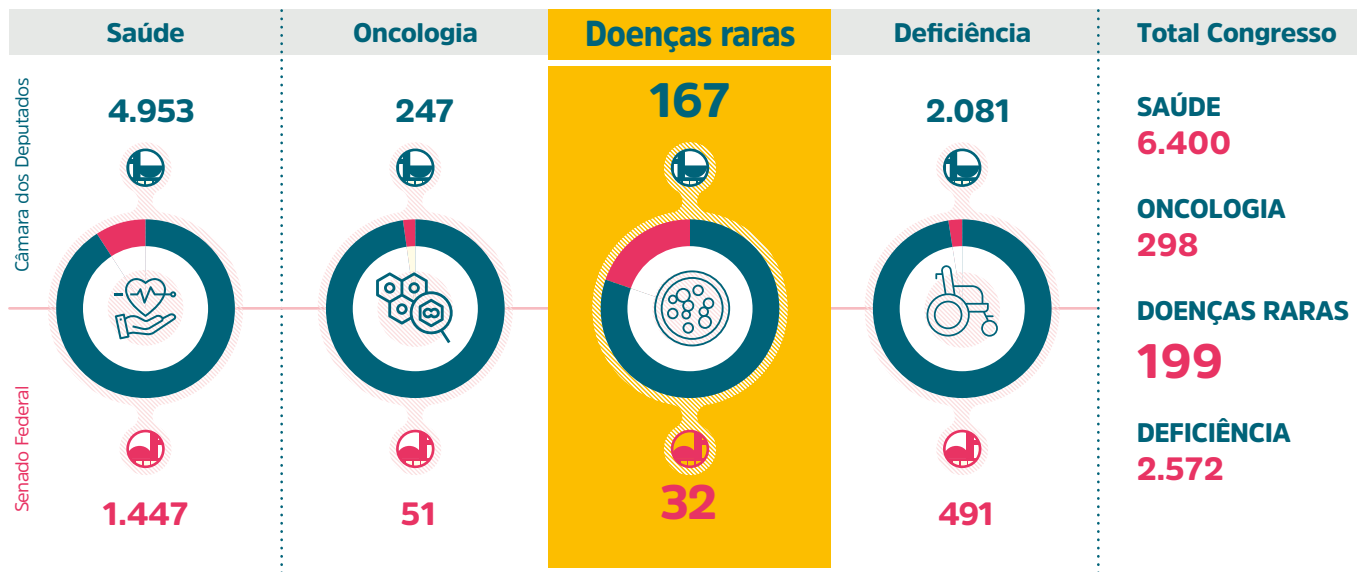 Saúde
Oncologia
Doenças raras
Deficiência
Total Congresso
Câmara dos Deputados
4.953
247
167
2.081
SAÚDE
6.400
ONCOLOGIA
298
DOENÇAS RARAS
199
DEFICIÊNCIA
2.572
Senado Federal
1.447
51
32
491